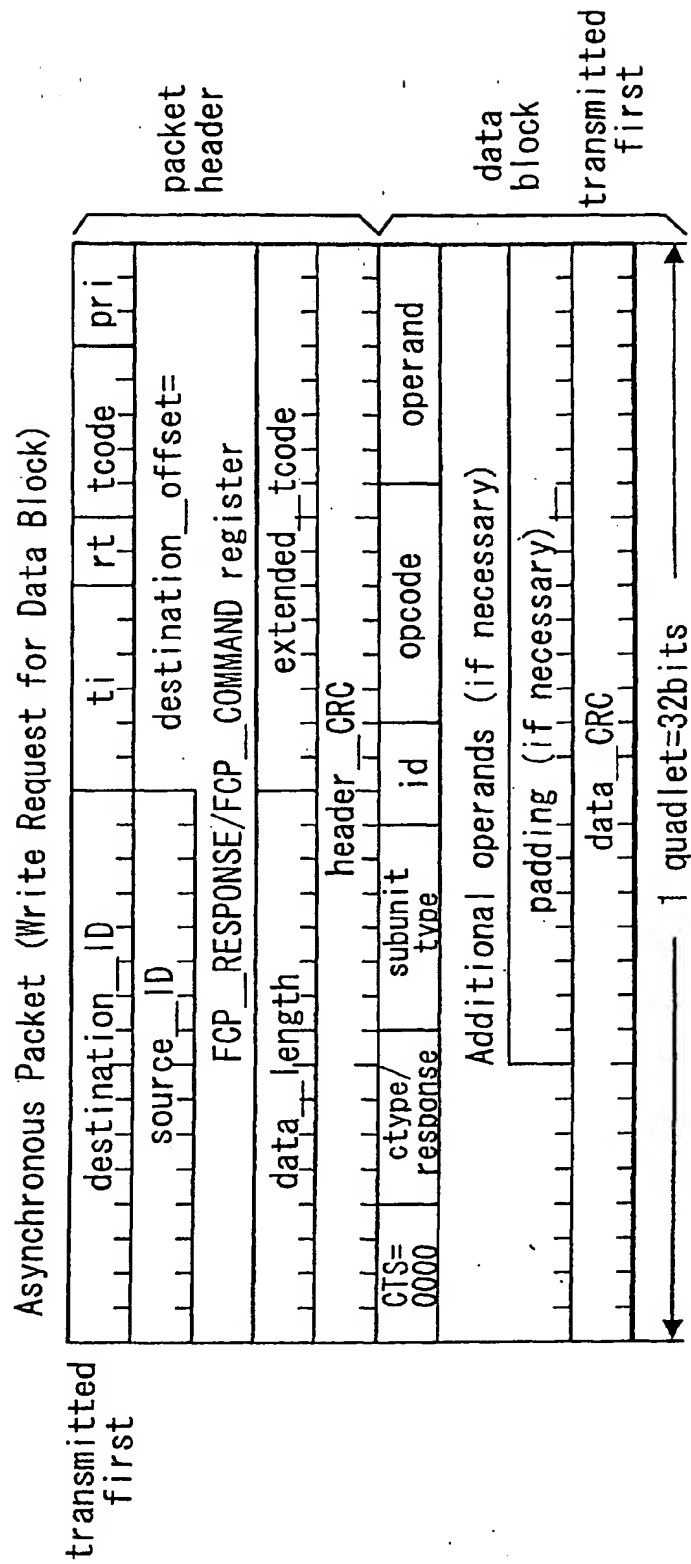 Asynchronous Packet (Write Request for Data Block)
transmitted
first
destination_ID
ti
rt
tcode
pri
source_ID
destination_offset=
FCP_RESPONSE/FCP_COMMAND register
data_length
extended_tcode
header_CRC
packet
header
CTS=
0000
ctype/
response
subunit
type
id
opcode
operand
Additional operands (if necessary)
padding (if necessary)
data_CRC
data
block
transmitted
first
1 quadlet=32bits